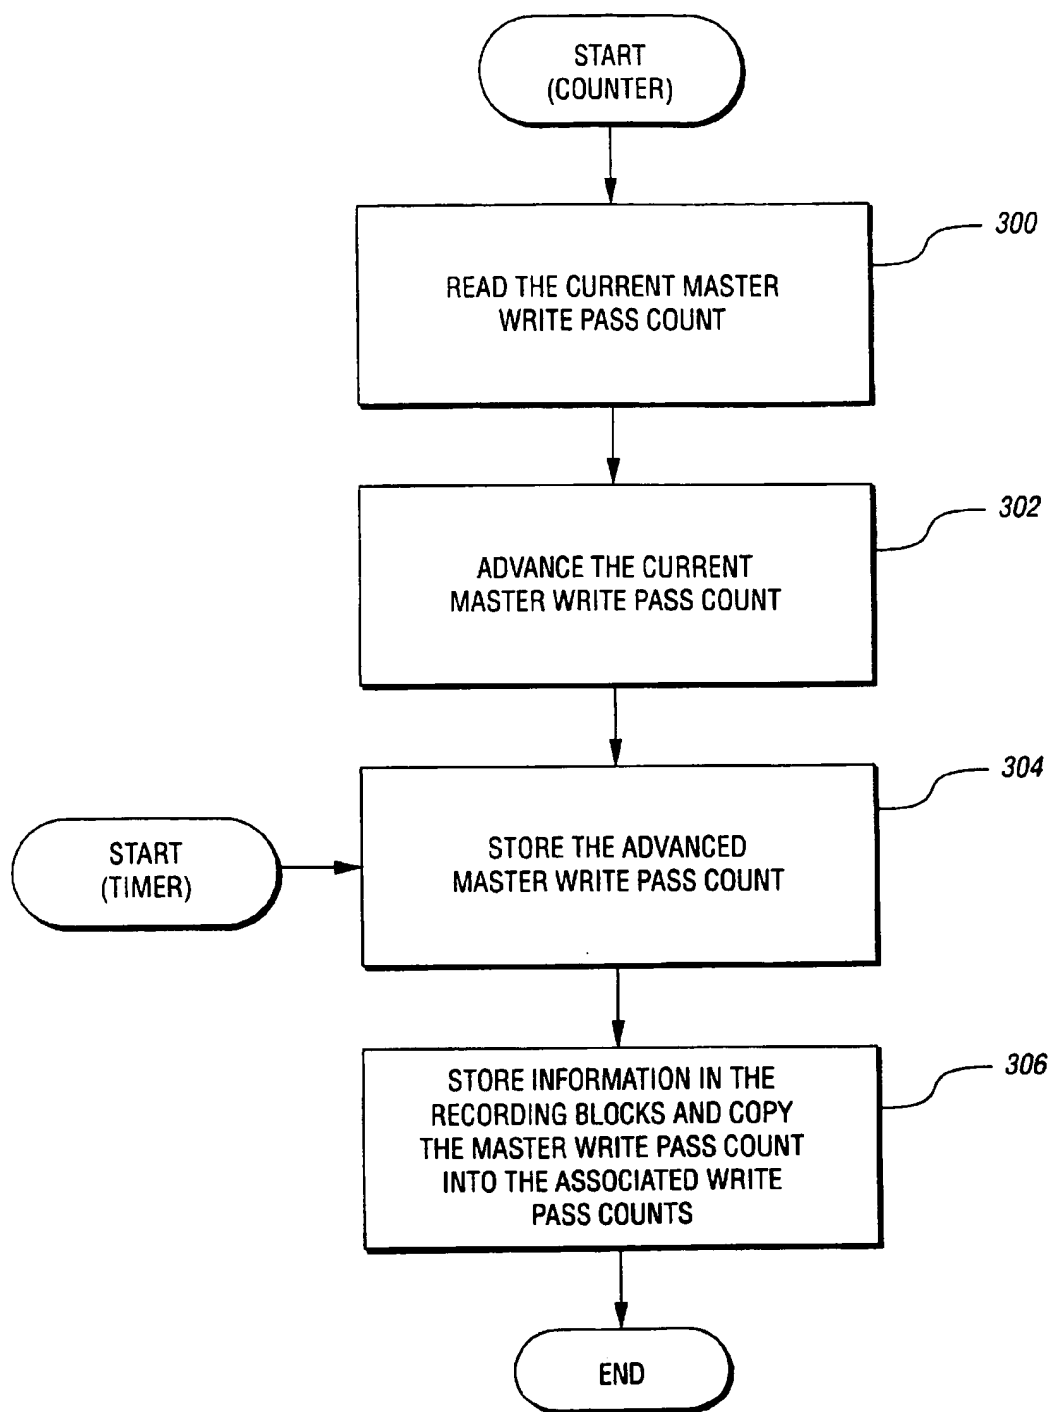 START
(COUNTER)
300
READ THE CURRENT MASTER
WRITE PASS COUNT
302
ADVANCE THE CURRENT
MASTER WRITE PASS COUNT
304
STORE THE ADVANCED
MASTER WRITE PASS COUNT
START
(TIMER)
306
STORE INFORMATION IN THE
RECORDING BLOCKS AND COPY
THE MASTER WRITE PASS COUNT
INTO THE ASSOCIATED WRITE
PASS COUNTS
END